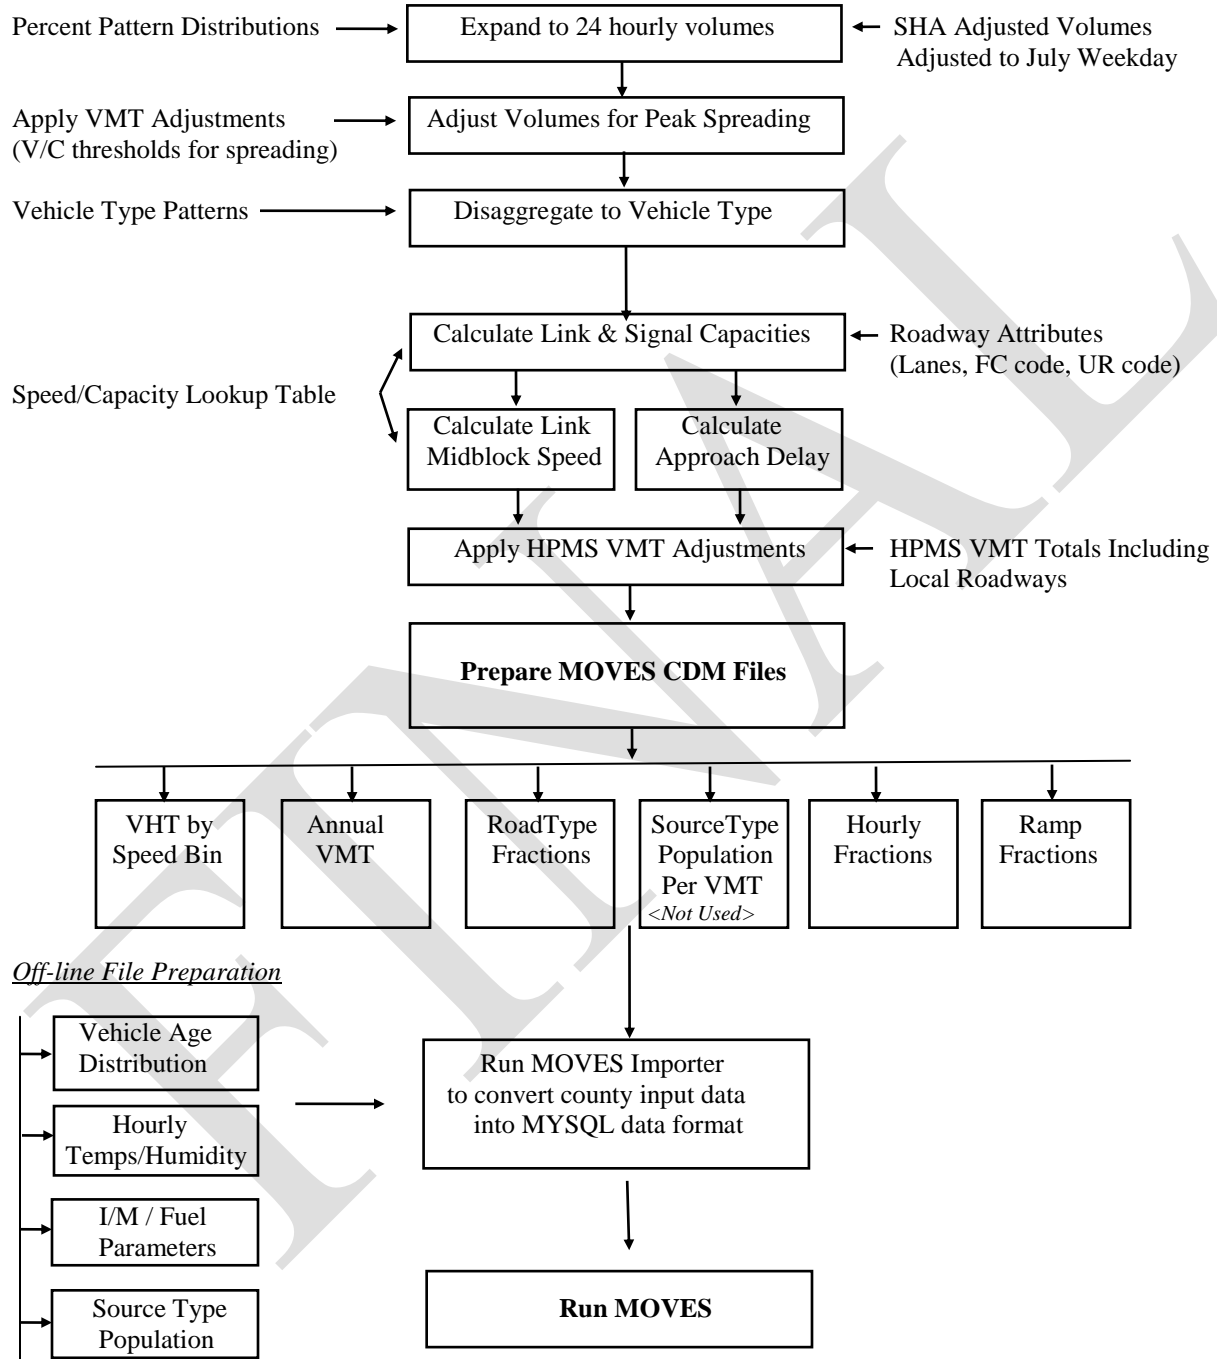 Percent Pattern Distributions
Expand to 24 hourly volumes
SHA Adjusted Volumes
Adjusted to July Weekday
Apply VMT Adjustments
(V/C thresholds for spreading)
Adjust Volumes for Peak Spreading
Vehicle Type Patterns
Disaggregate to Vehicle Type
Calculate Link & Signal Capacities
Roadway Attributes
(Lanes, FC code, UR code)
Speed/Capacity Lookup Table
Calculate Link
Midblock Speed
Calculate
Approach Delay
Apply HPMS VMT Adjustments
HPMS VMT Totals Including
Local Roadways
Prepare MOVES CDM Files
VHT by
Speed Bin
Annual
VMT
RoadType
Fractions
SourceType
Population
Per VMT
<Not Used>
Hourly
Fractions
Ramp
Fractions
Off-line File Preparation
Vehicle Age
Distribution
Hourly
Temps/Humidity
I/M / Fuel
Parameters
Source Type
Population
Run MOVES Importer
to convert county input data
into MYSQL data format
Run MOVES
FINAL